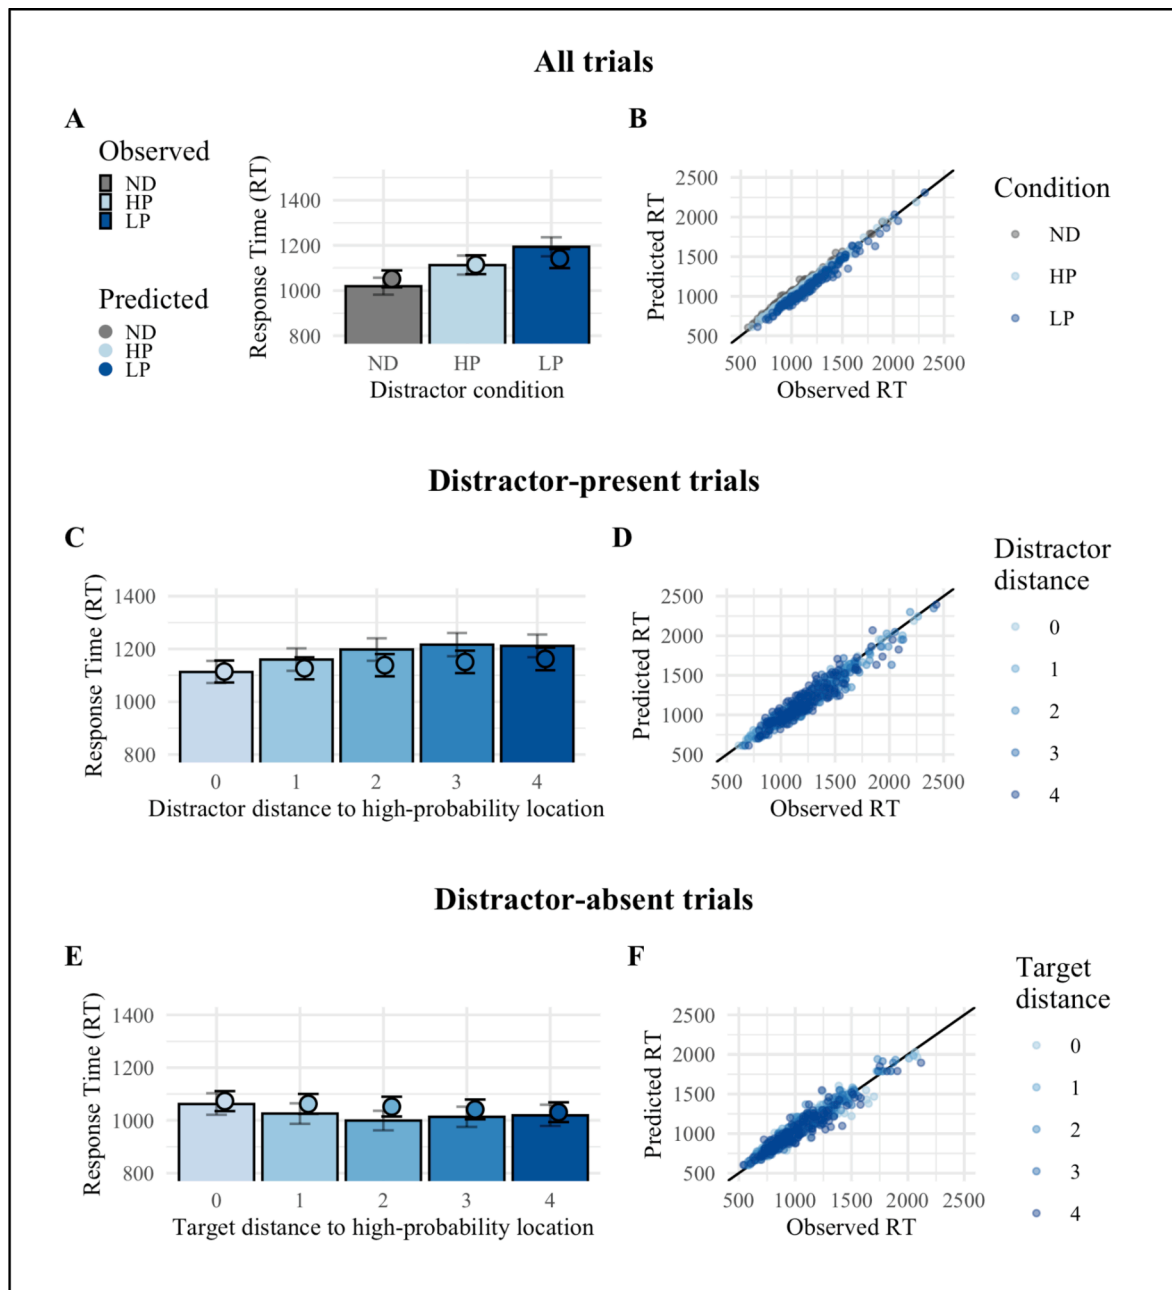 All trials
A
Observed
ND
HP
LP
Predicted
ND
HP
LP
Response Time (RT)
1400
1200
1000
800
ND HP LP
Distractor condition
B
Predicted RT
2500
2000
1500
1000
500
500 1000 1500 2000 2500
Observed RT
Condition
ND
HP
LP
Distractor-present trials
C
Response Time (RT)
1400
1200
1000
800
0 1 2 3 4
Distractor distance to high-probability location
D
Predicted RT
2500
2000
1500
1000
500
500 1000 1500 2000 2500
Observed RT
Distractor
distance
0
1
2
3
4
Distractor-absent trials
E
Response Time (RT)
1400
1200
1000
800
0 1 2 3 4
Target distance to high-probability location
F
Predicted RT
2500
2000
1500
1000
500
500 1000 1500 2000 2500
Observed RT
Target
distance
0
1
2
3
4